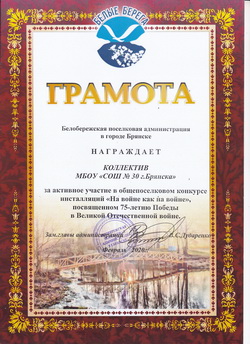 БЕЛЫЕ БЕРЕГА
ГРАМОТА
Белобережская поселковая администрация
в городе Брянске
НАГРАЖДАЕТ
КОЛЛЕКТИВ
МБОУ «СОШ № 30 г.Брянска»
за активное участие в общепоселковом конкурсе
инсталляций «На войне как на войне»,
посвященном 75-летию Победы
в Великой Отечественной войне.
Зам.главы администрации
Февраль 2020г.